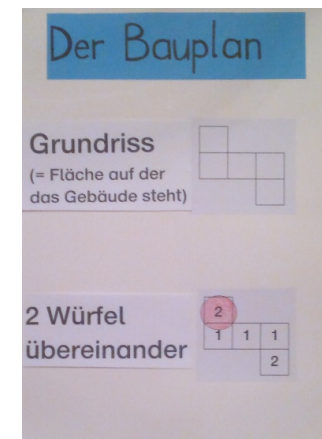 Der Bauplan
Grundriss
(= Fläche auf der
das Gebäude steht)
2 Würfel
übereinander
2
1 1 1
2